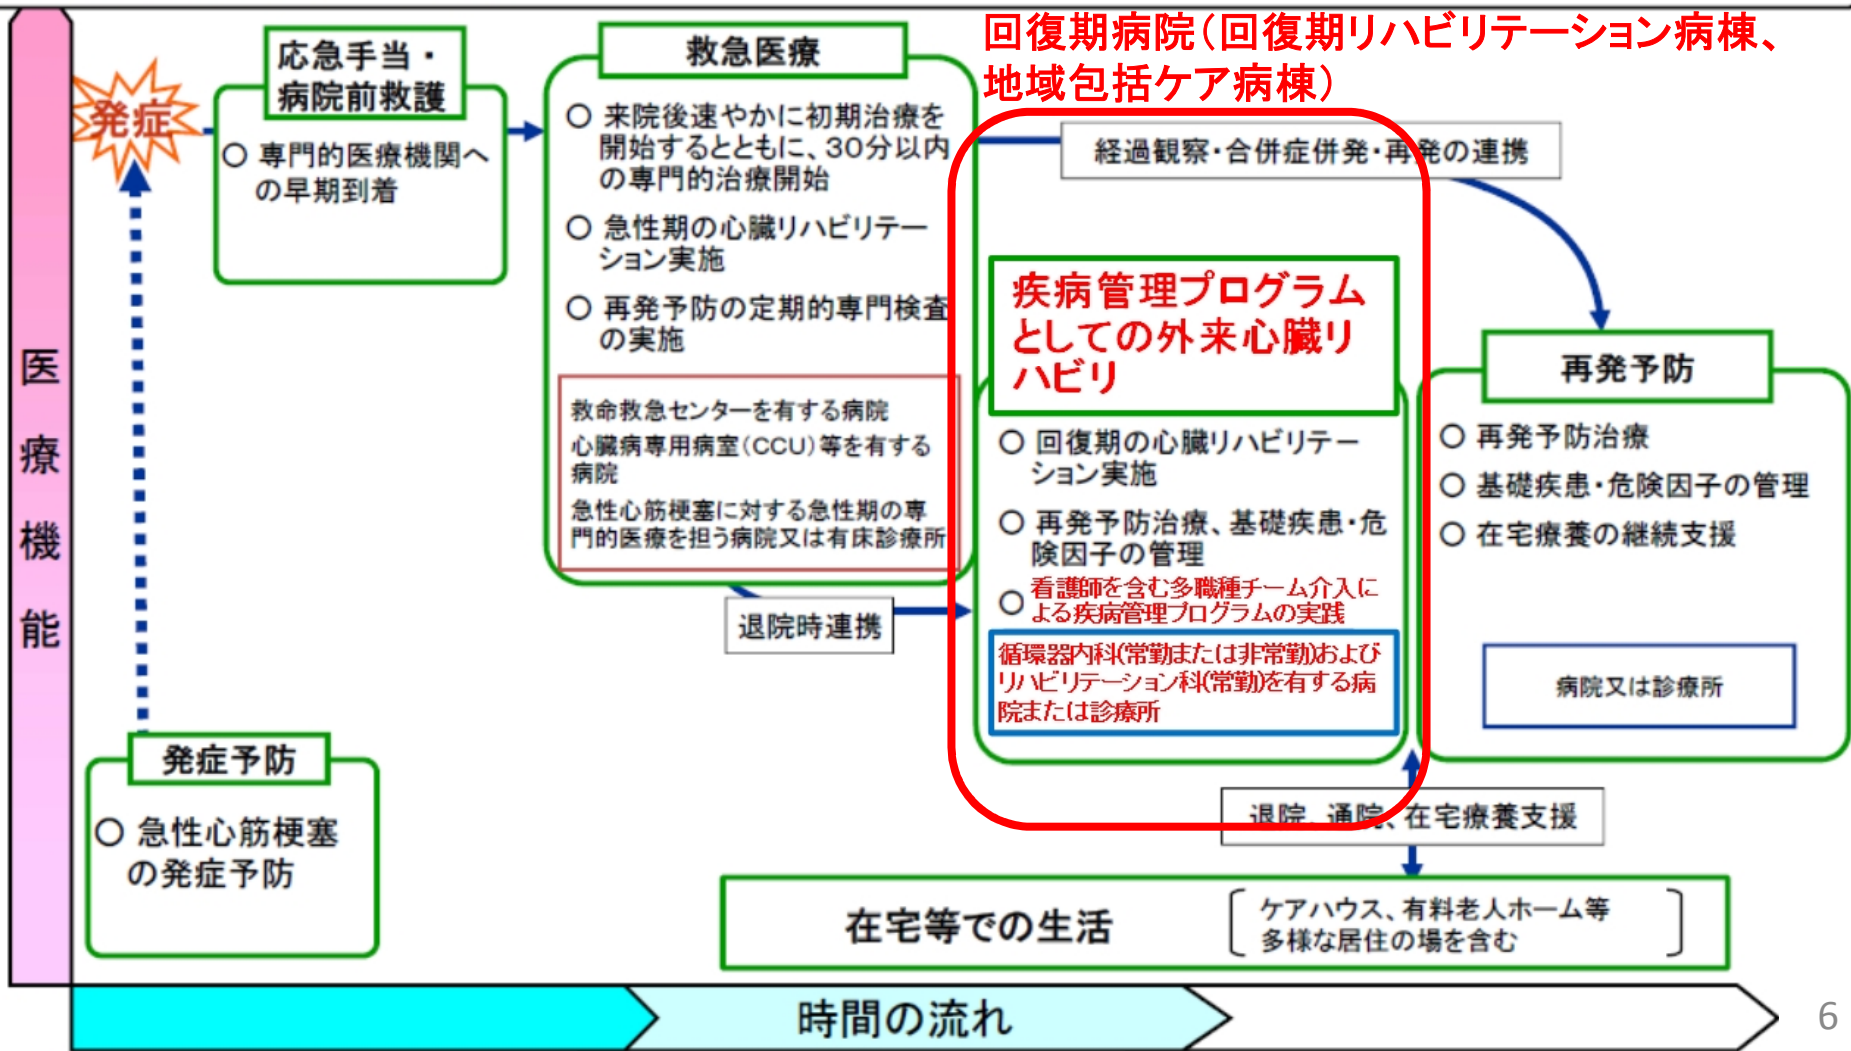 回復期病院(回復期リハビリテーション病棟、
地域包括ケア病棟)
医療機能
発症
応急手当・
病院前救護
○ 専門的医療機関へ
の早期到着
救急医療
○ 来院後速やかに初期治療を
開始するとともに、30分以内
の専門的治療開始
○ 急性期の心臓リハビリテー
ション実施
○ 再発予防の定期的専門検査
の実施
救命救急センターを有する病院
心臓病専用病室(CCU)等を有する
病院
急性心筋梗塞に対する急性期の専
門的医療を担う病院又は有床診療所
経過観察・合併症併発・再発の連携
疾病管理プログラム
としての外来心臓リ
ハビリ
○ 回復期の心臓リハビリテー
ション実施
○ 再発予防治療、基礎疾患・危
険因子の管理
○ 看護師を含む多職種チーム介入に
よる疾病管理プログラムの実践
循環器内科(常勤または非常勤)および
リハビリテーション科(常勤)を有する病
院または診療所
再発予防
○ 再発予防治療
○ 基礎疾患・危険因子の管理
○ 在宅療養の継続支援
病院又は診療所
退院時連携
発症予防
○ 急性心筋梗塞
の発症予防
退院、通院、在宅療養支援
在宅等での生活
ケアハウス、有料老人ホーム等
多様な居住の場を含む
時間の流れ
6